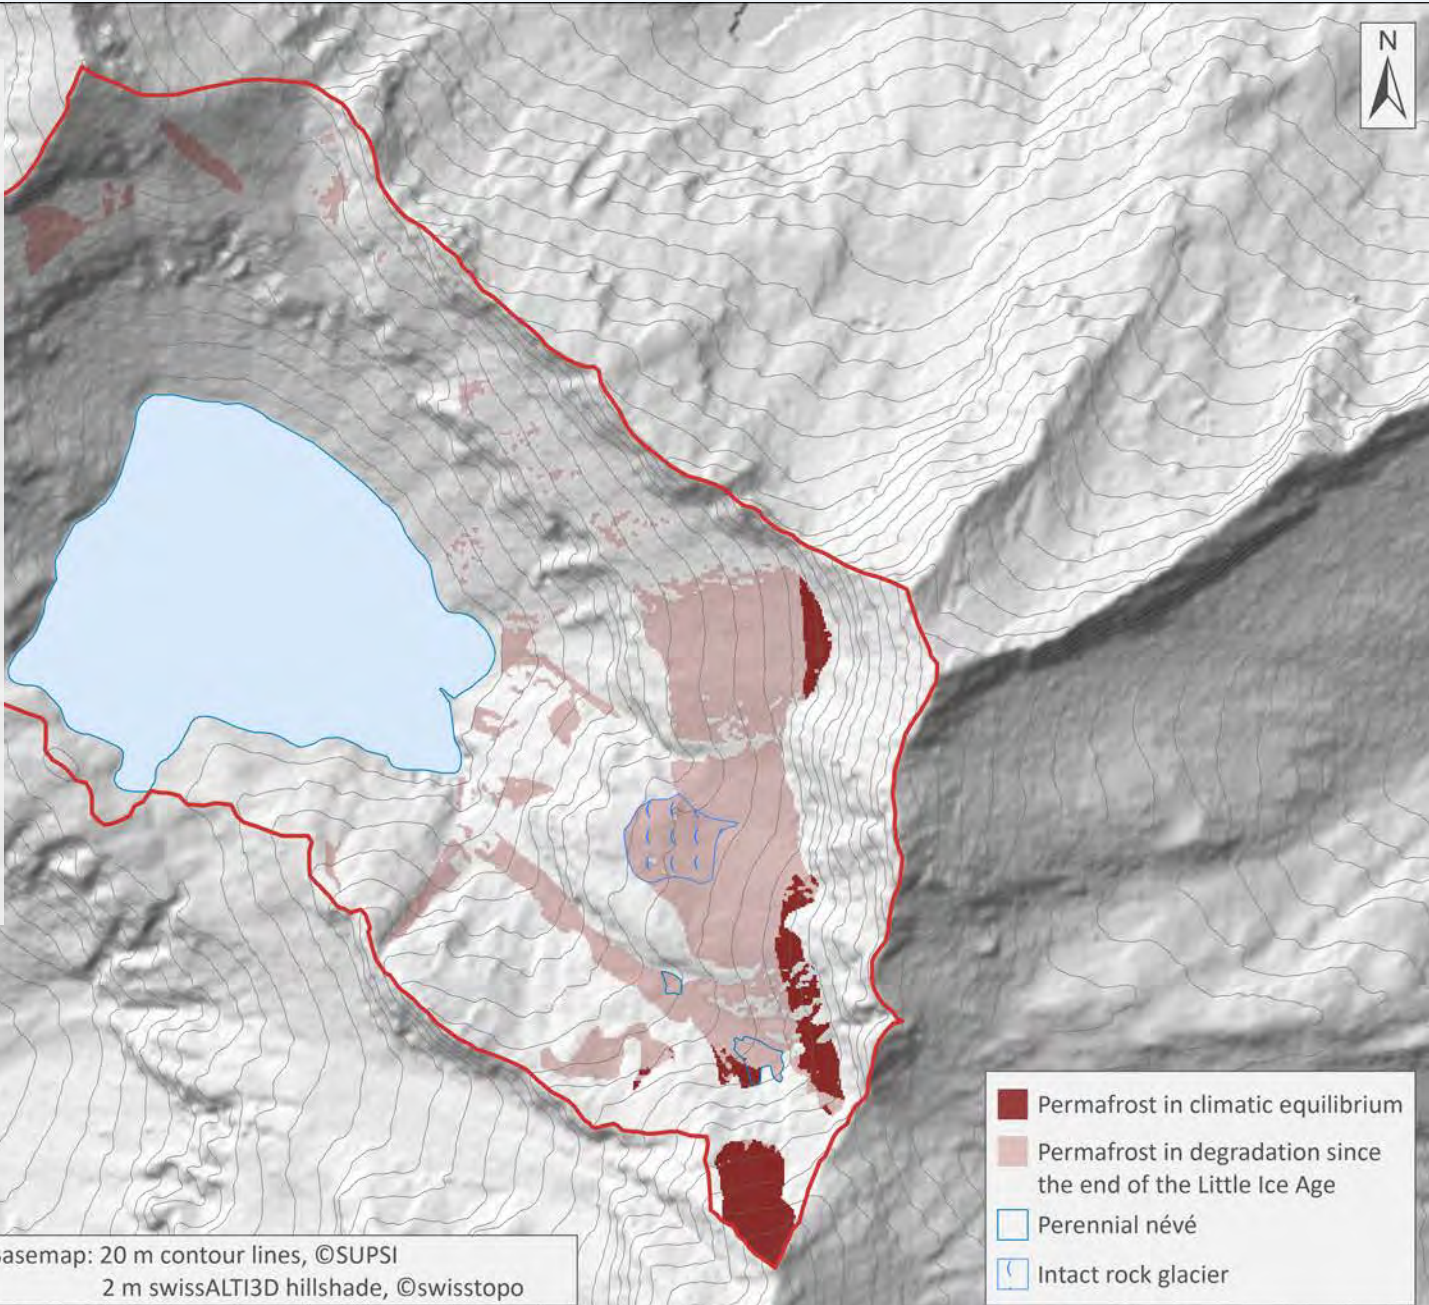 N
Permafrost in climatic equilibrium
Permafrost in degradation since
the end of the Little Ice Age
Perennial névé
Intact rock glacier
asemap: 20 m contour lines, ©SUPSI
2 m swissALTI3D hillshade, ©swisstopo